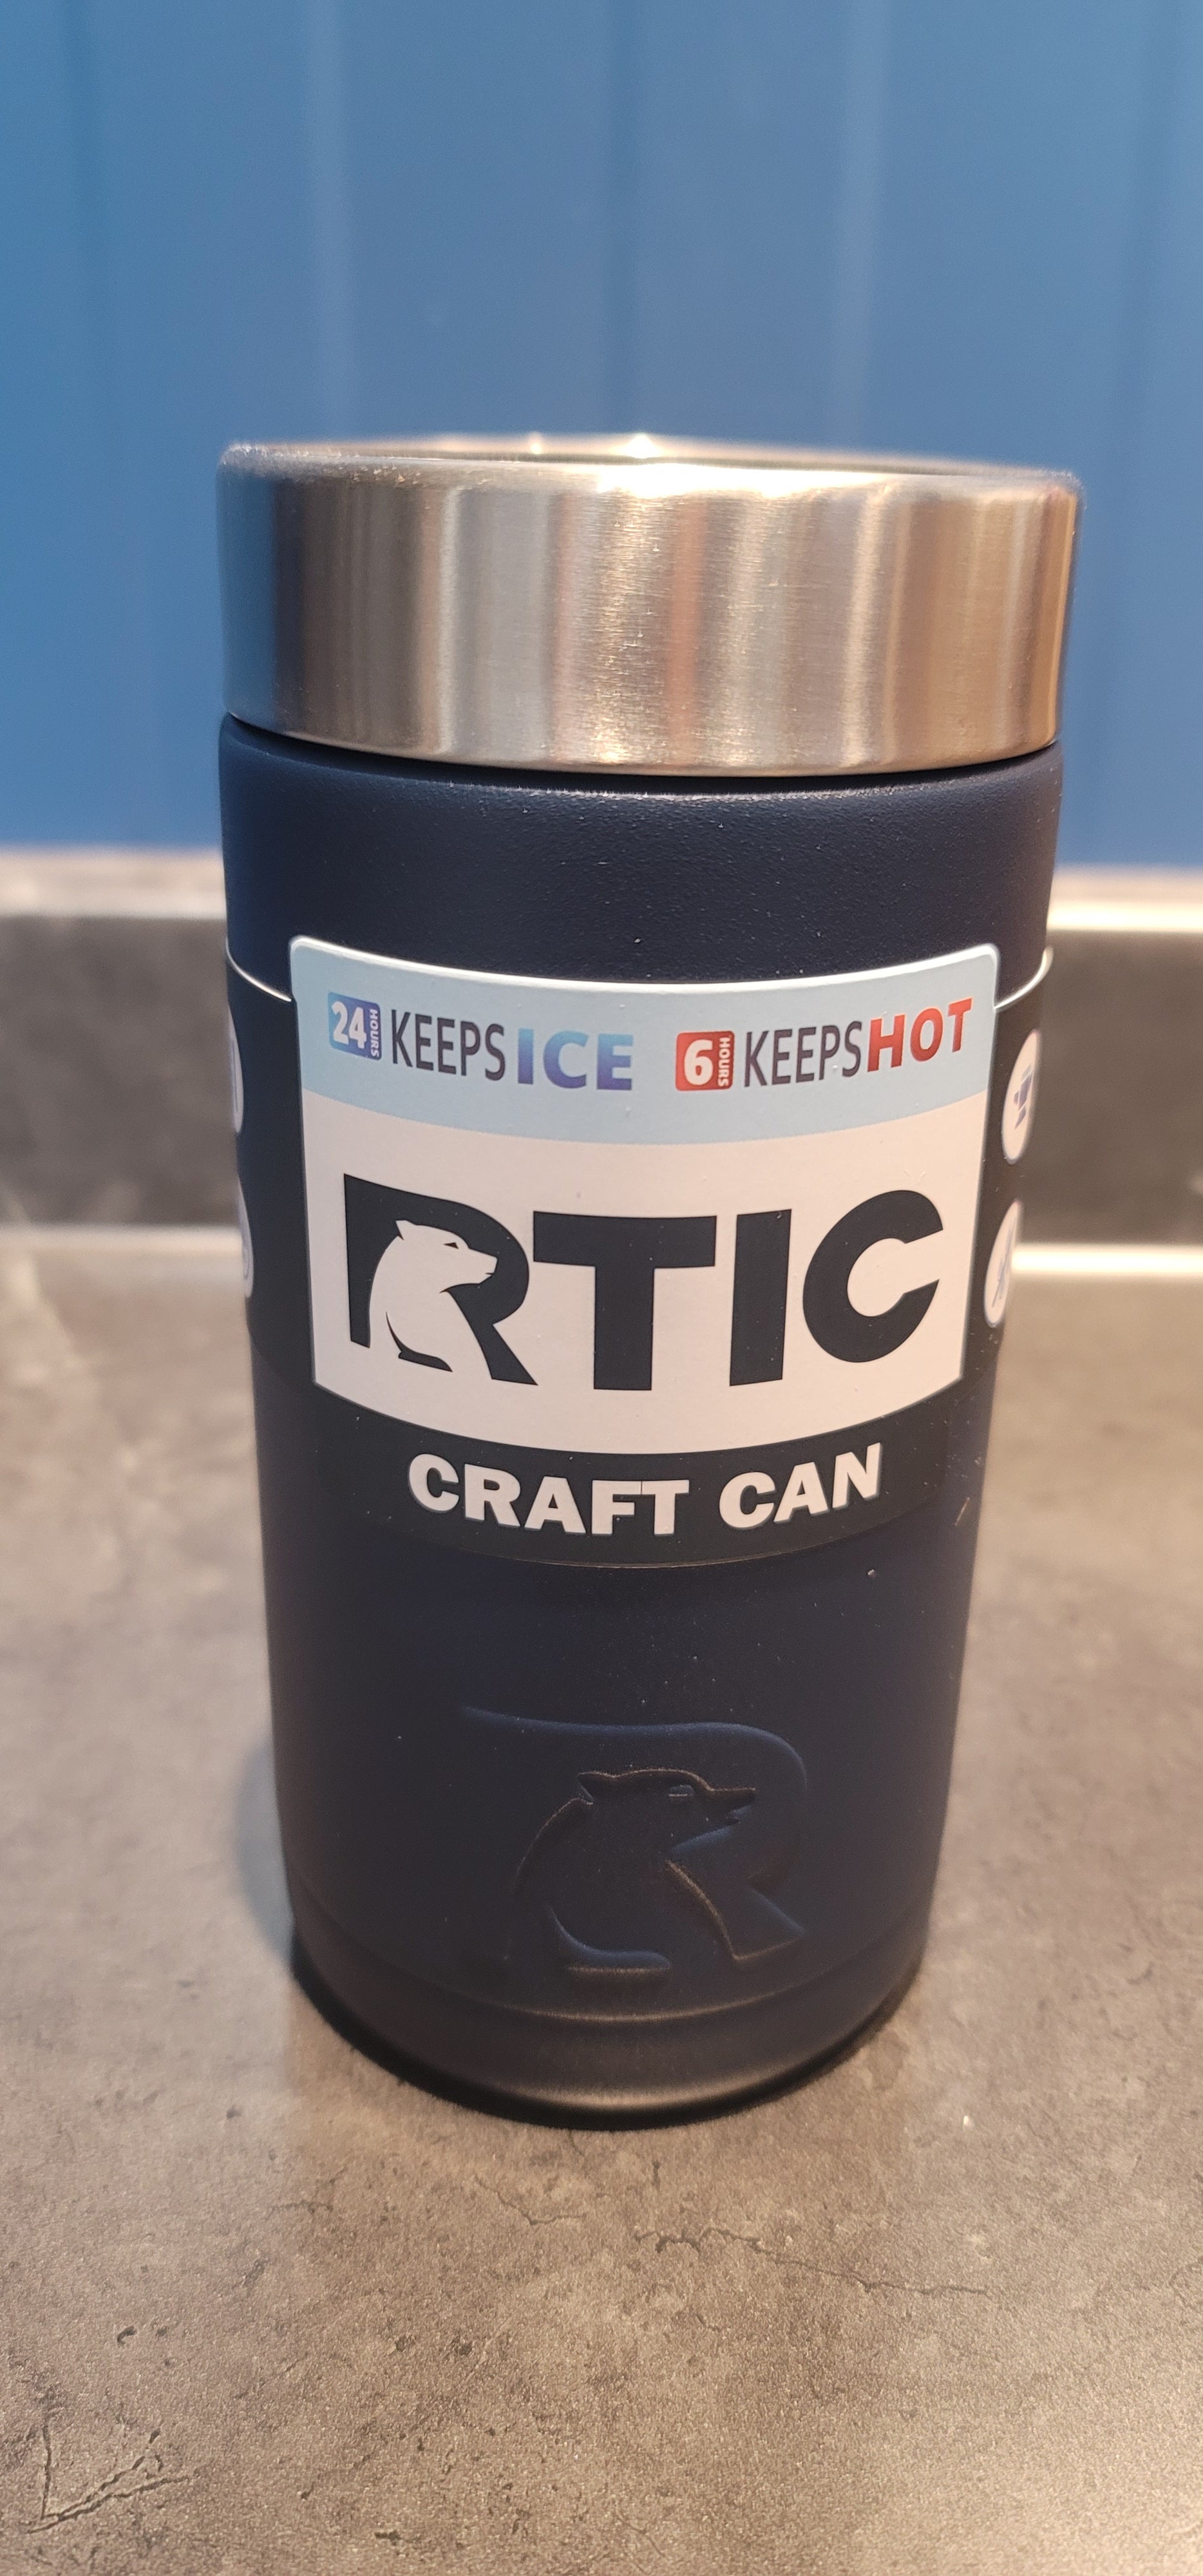 24 HOURS KEEPS ICE 6 HOURS KEEPS HOT
RTIC
CRAFT CAN
R